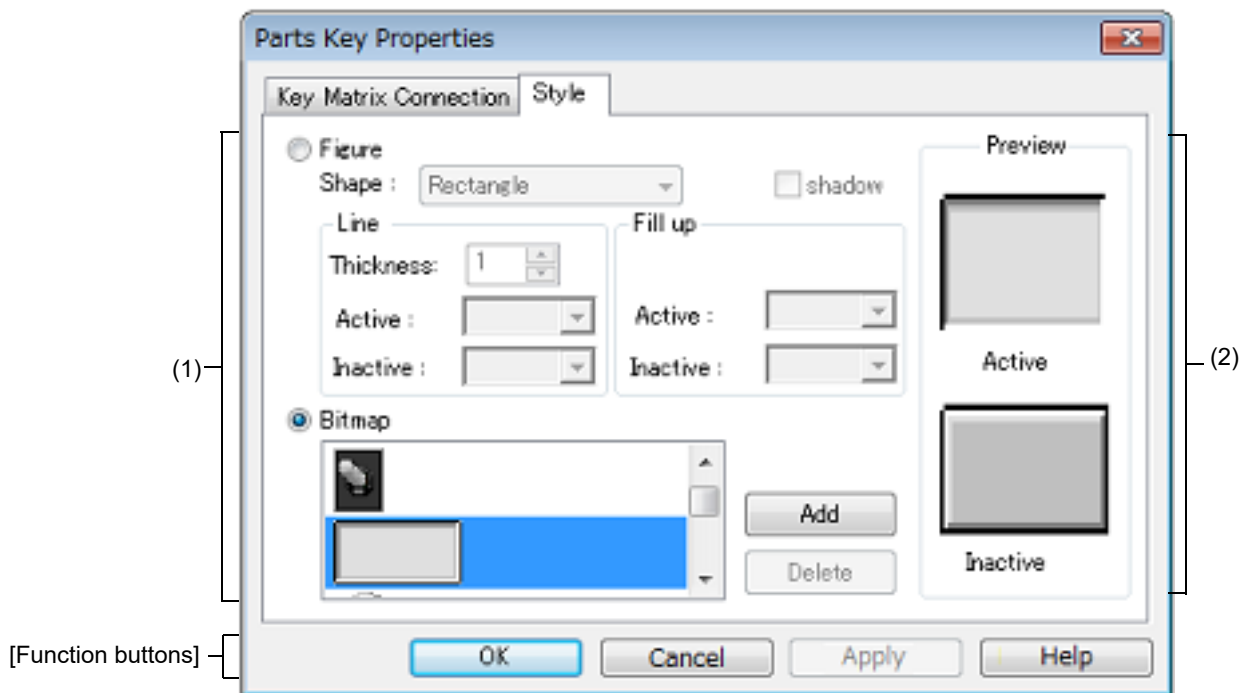 Parts Key Properties
Key Matrix Connection
Style
Figure
Shape :
Rectangle
shadow
Line
Thickness:
1
Active :
Inactive :
Fill up
Active :
Inactive :
Bitmap
Add
Delete
Preview
Active
Inactive
(1)
(2)
[Function buttons]
OK
Cancel
Apply
Help